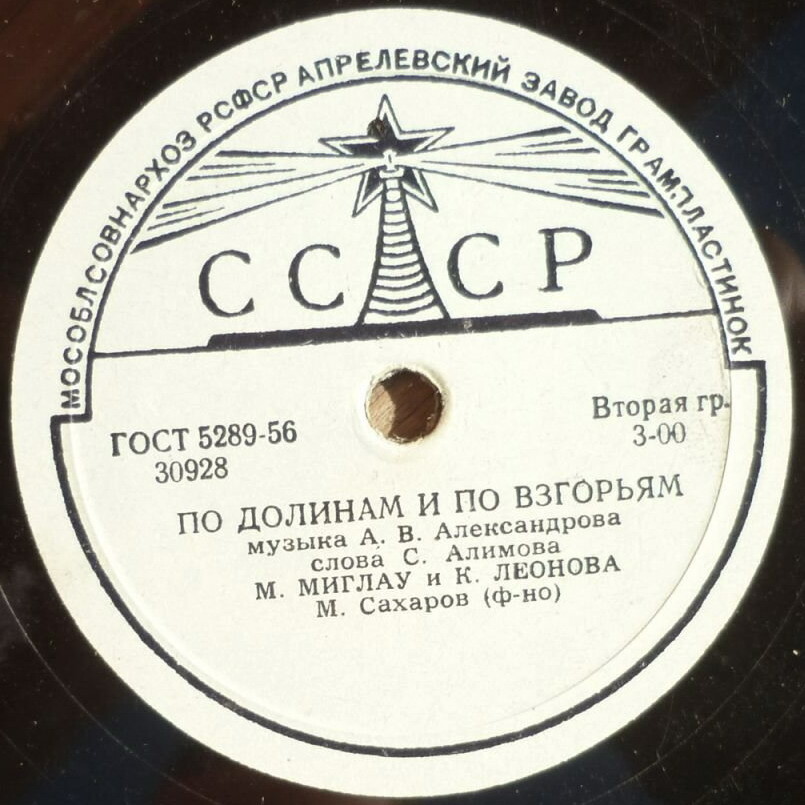 МОСОБЛСОВНАРХОЗ РСФСР АПРЕЛЕВСКИЙ ЗАВОД ГРАМПЛАСТИНОК
СССР
ГОСТ 5289-56
30928
Вторая гр.
3-00
ПО ДОЛИНАМ И ПО ВЗГОРЬЯМ
музыка А. В. Александрова
слова С. Алимова
М. МИГЛАУ и К. ЛЕОНОВА
М. Сахаров (ф-но)